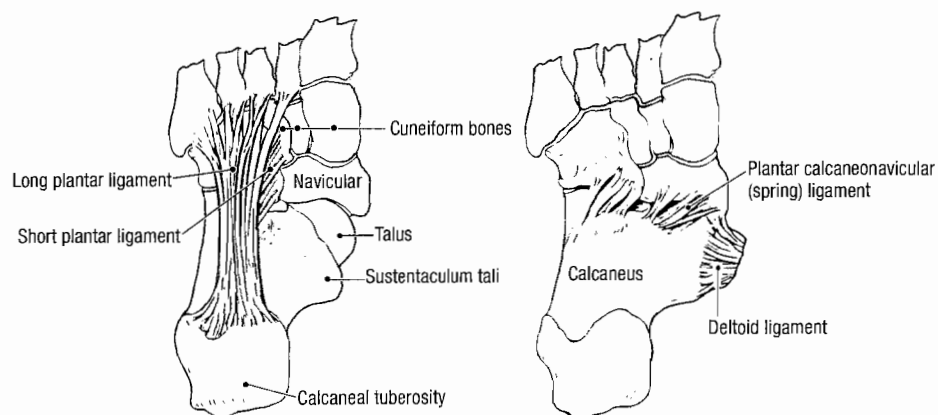 Cuneiform bones
Long plantar ligament
Navicular
Short plantar ligament
Talus
Sustentaculum tali
Calcaneal tuberosity
Plantar calcaneonavicular
(spring) ligament
Calcaneus
Deltoid ligament